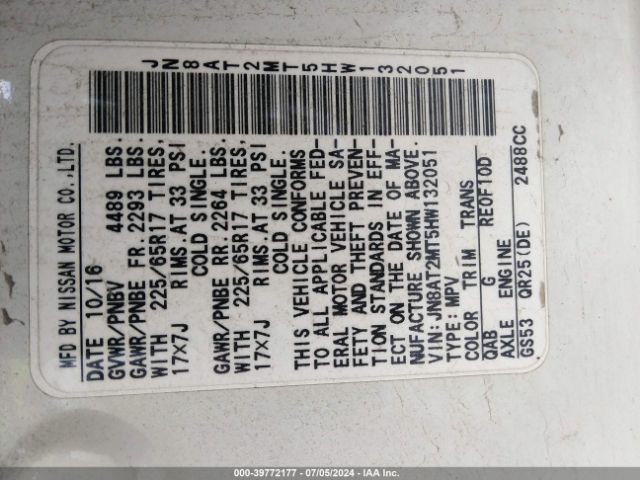 JN8AT2MT5HW132051
MFD BY NISSAN MOTOR CO.,LTD.
DATE 10/16
GVWR/PNBV 4489 LBS.
GAWR/PNBE FR. 2293 LBS.
WITH 225/65R17 TIRES,
17X7J RIMS.AT 33 PSI
COLD SINGLE.
GAWR/PNBE RR. 2264 LBS.
WITH 225/65R17 TIRES,
17X7J RIMS.AT 33 PSI
COLD SINGLE.
THIS VEHICLE CONFORMS
TO ALL APPLICABLE FED-
ERAL MOTOR VEHICLE SA-
FETY AND THEFT PREVEN-
TION STANDARDS IN EFF-
ECT ON THE DATE OF MA-
NUFACTURE SHOWN ABOVE.
VIN: JN8AT2MT5HW132051
TYPE: MPV
COLOR TRIM TRANS
QAB G RE0F10D
AXLE ENGINE
GS53 QR25(DE) 2488CC
000-39772177 - 07/05/2024 - IAA Inc.